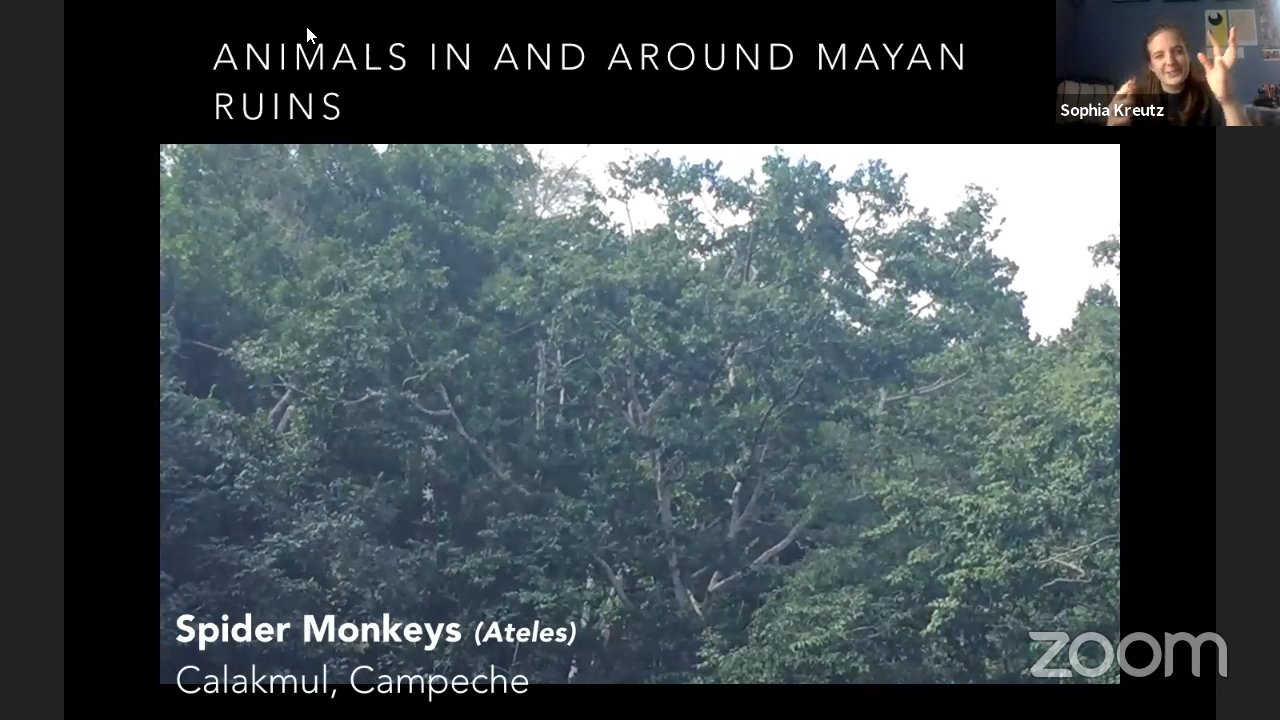 ANIMALS IN AND AROUND MAYAN
RUINS
Sophia Kreutz
Spider Monkeys (Ateles)
Calakmul, Campeche
zoom